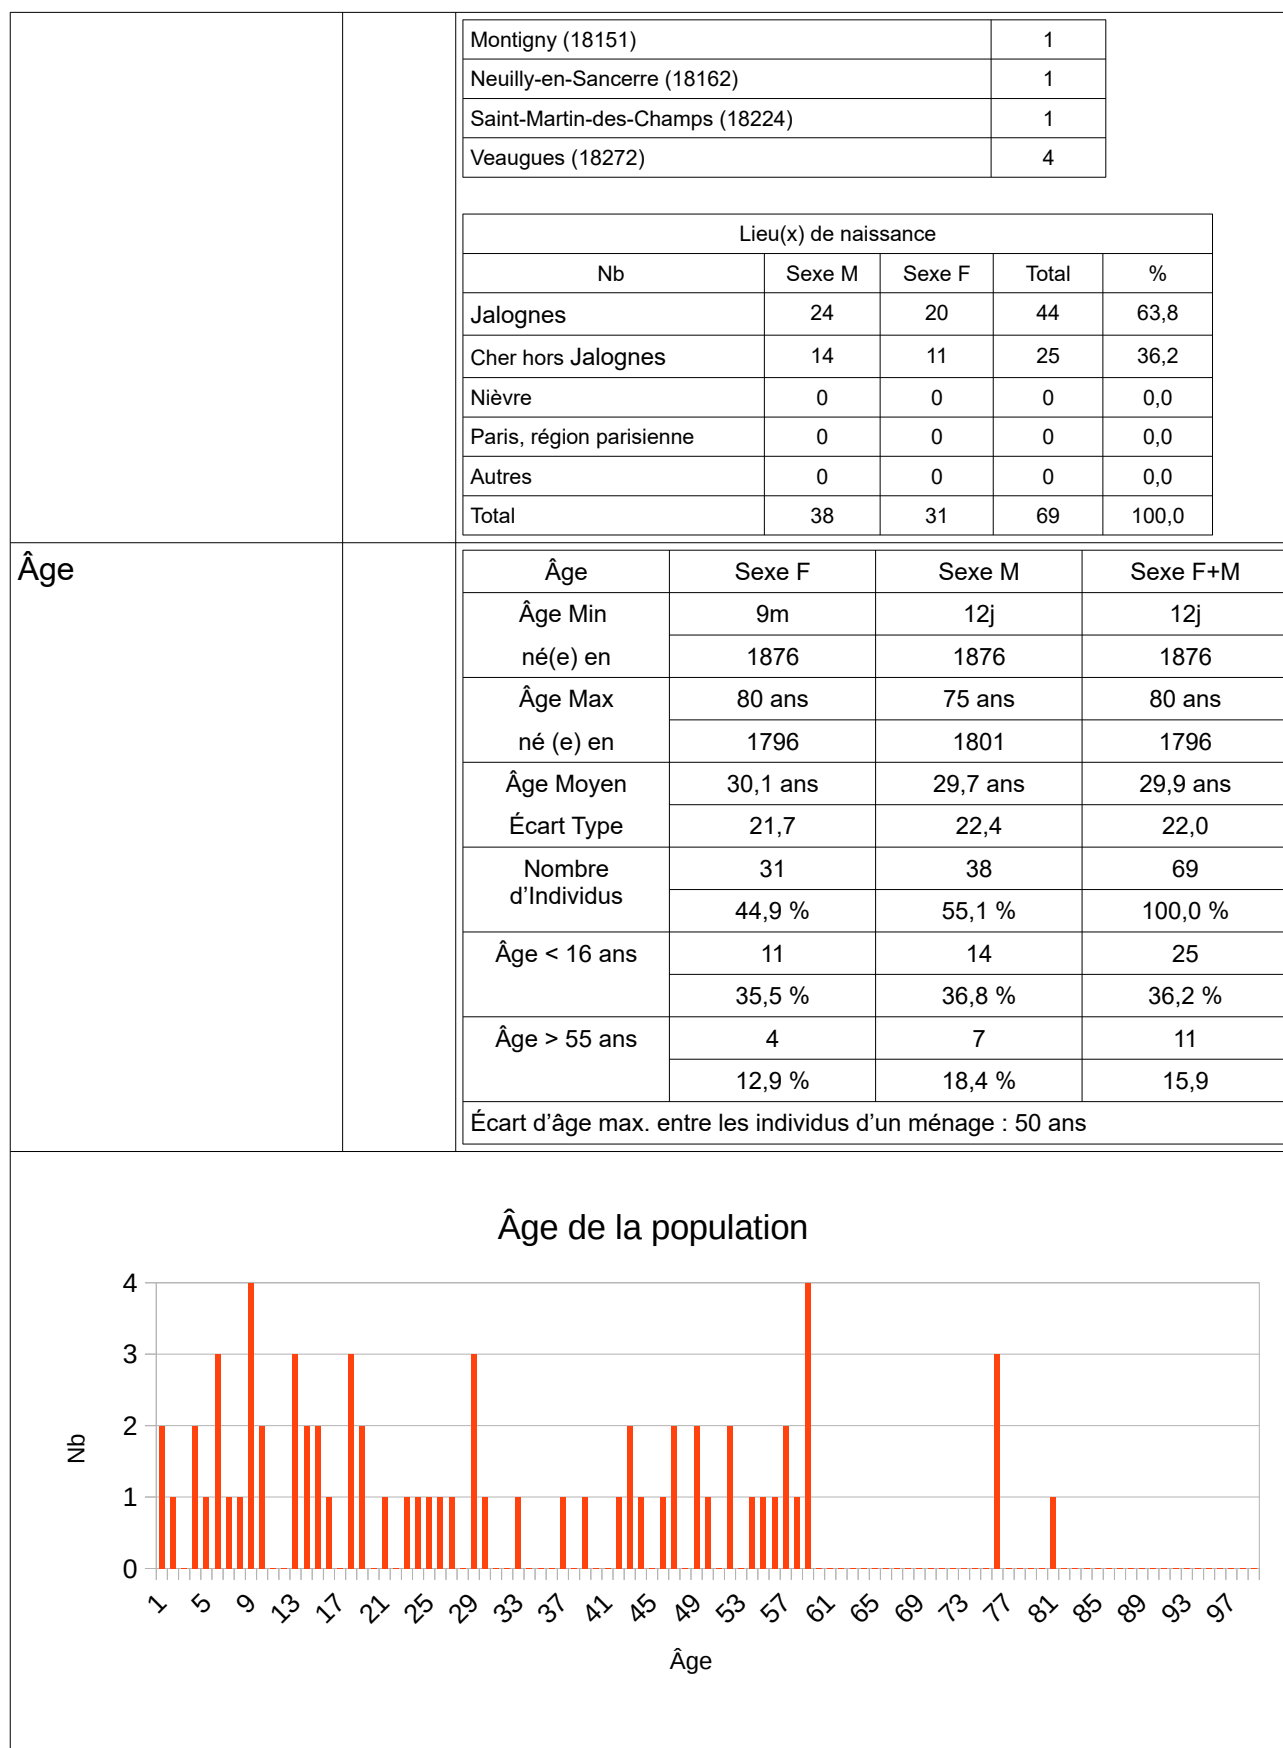 Montigny (18151) 1
Neuilly-en-Sancerre (18162) 1
Saint-Martin-des-Champs (18224) 1
Veaugues (18272) 4
Lieu(x) de naissance
Nb Sexe M Sexe F Total %
Jalognes 24 20 44 63,8
Cher hors Jalognes 14 11 25 36,2
Nièvre 0 0 0 0,0
Paris, région parisienne 0 0 0 0,0
Autres 0 0 0 0,0
Total 38 31 69 100,0
Âge
Âge Sexe F Sexe M Sexe F+M
Âge Min 9m 12j 12j
né(e) en 1876 1876 1876
Âge Max 80 ans 75 ans 80 ans
né (e) en 1796 1801 1796
Âge Moyen 30,1 ans 29,7 ans 29,9 ans
Écart Type 21,7 22,4 22,0
Nombre d’Individus 31 38 69
44,9 % 55,1 % 100,0 %
Âge < 16 ans 11 14 25
35,5 % 36,8 % 36,2 %
Âge > 55 ans 4 7 11
12,9 % 18,4 % 15,9
Écart d’âge max. entre les individus d’un ménage : 50 ans
Âge de la population
4
3
2
1
0
Nb
1 5 9 13 17 21 25 29 33 37 41 45 49 53 57 61 65 69 73 77 81 85 89 93 97
Âge